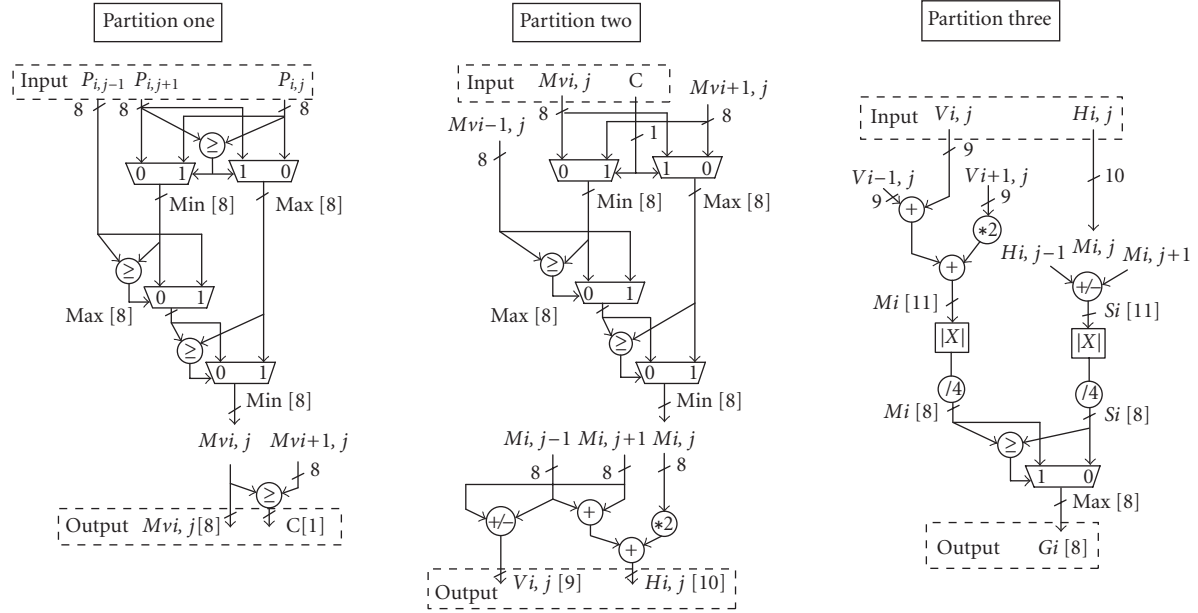 Partition one
Input P_{i,j−1} P_{i,j+1} P_{i,j}
8 8 8
≥
0 1 1 0
Min [8] Max [8]
≥
0 1
Max [8]
≥
0 1
Min [8]
Mvi, j Mvi+1, j
8
≥
Output Mvi, j[8] C[1]
Partition two
Input Mvi, j C Mvi+1, j
8 1 8
Mvi−1, j
8
0 1 1 0
Min [8] Max [8]
≥
0 1
Max [8]
≥
0 1
Min [8]
Mi, j−1 Mi, j+1 Mi, j
8 8 8
+/− + *2
+
Output Vi, j [9] Hi, j [10]
Partition three
Input Vi, j Hi, j
9 10
Vi−1, j Vi+1, j
9 9
+ *2
Hi, j−1 Mi, j Mi, j+1
+ +/−
Mi [11] Si [11]
|X| |X|
/4 /4
Mi [8] Si [8]
≥
1 0
Max [8]
Output Gi [8]